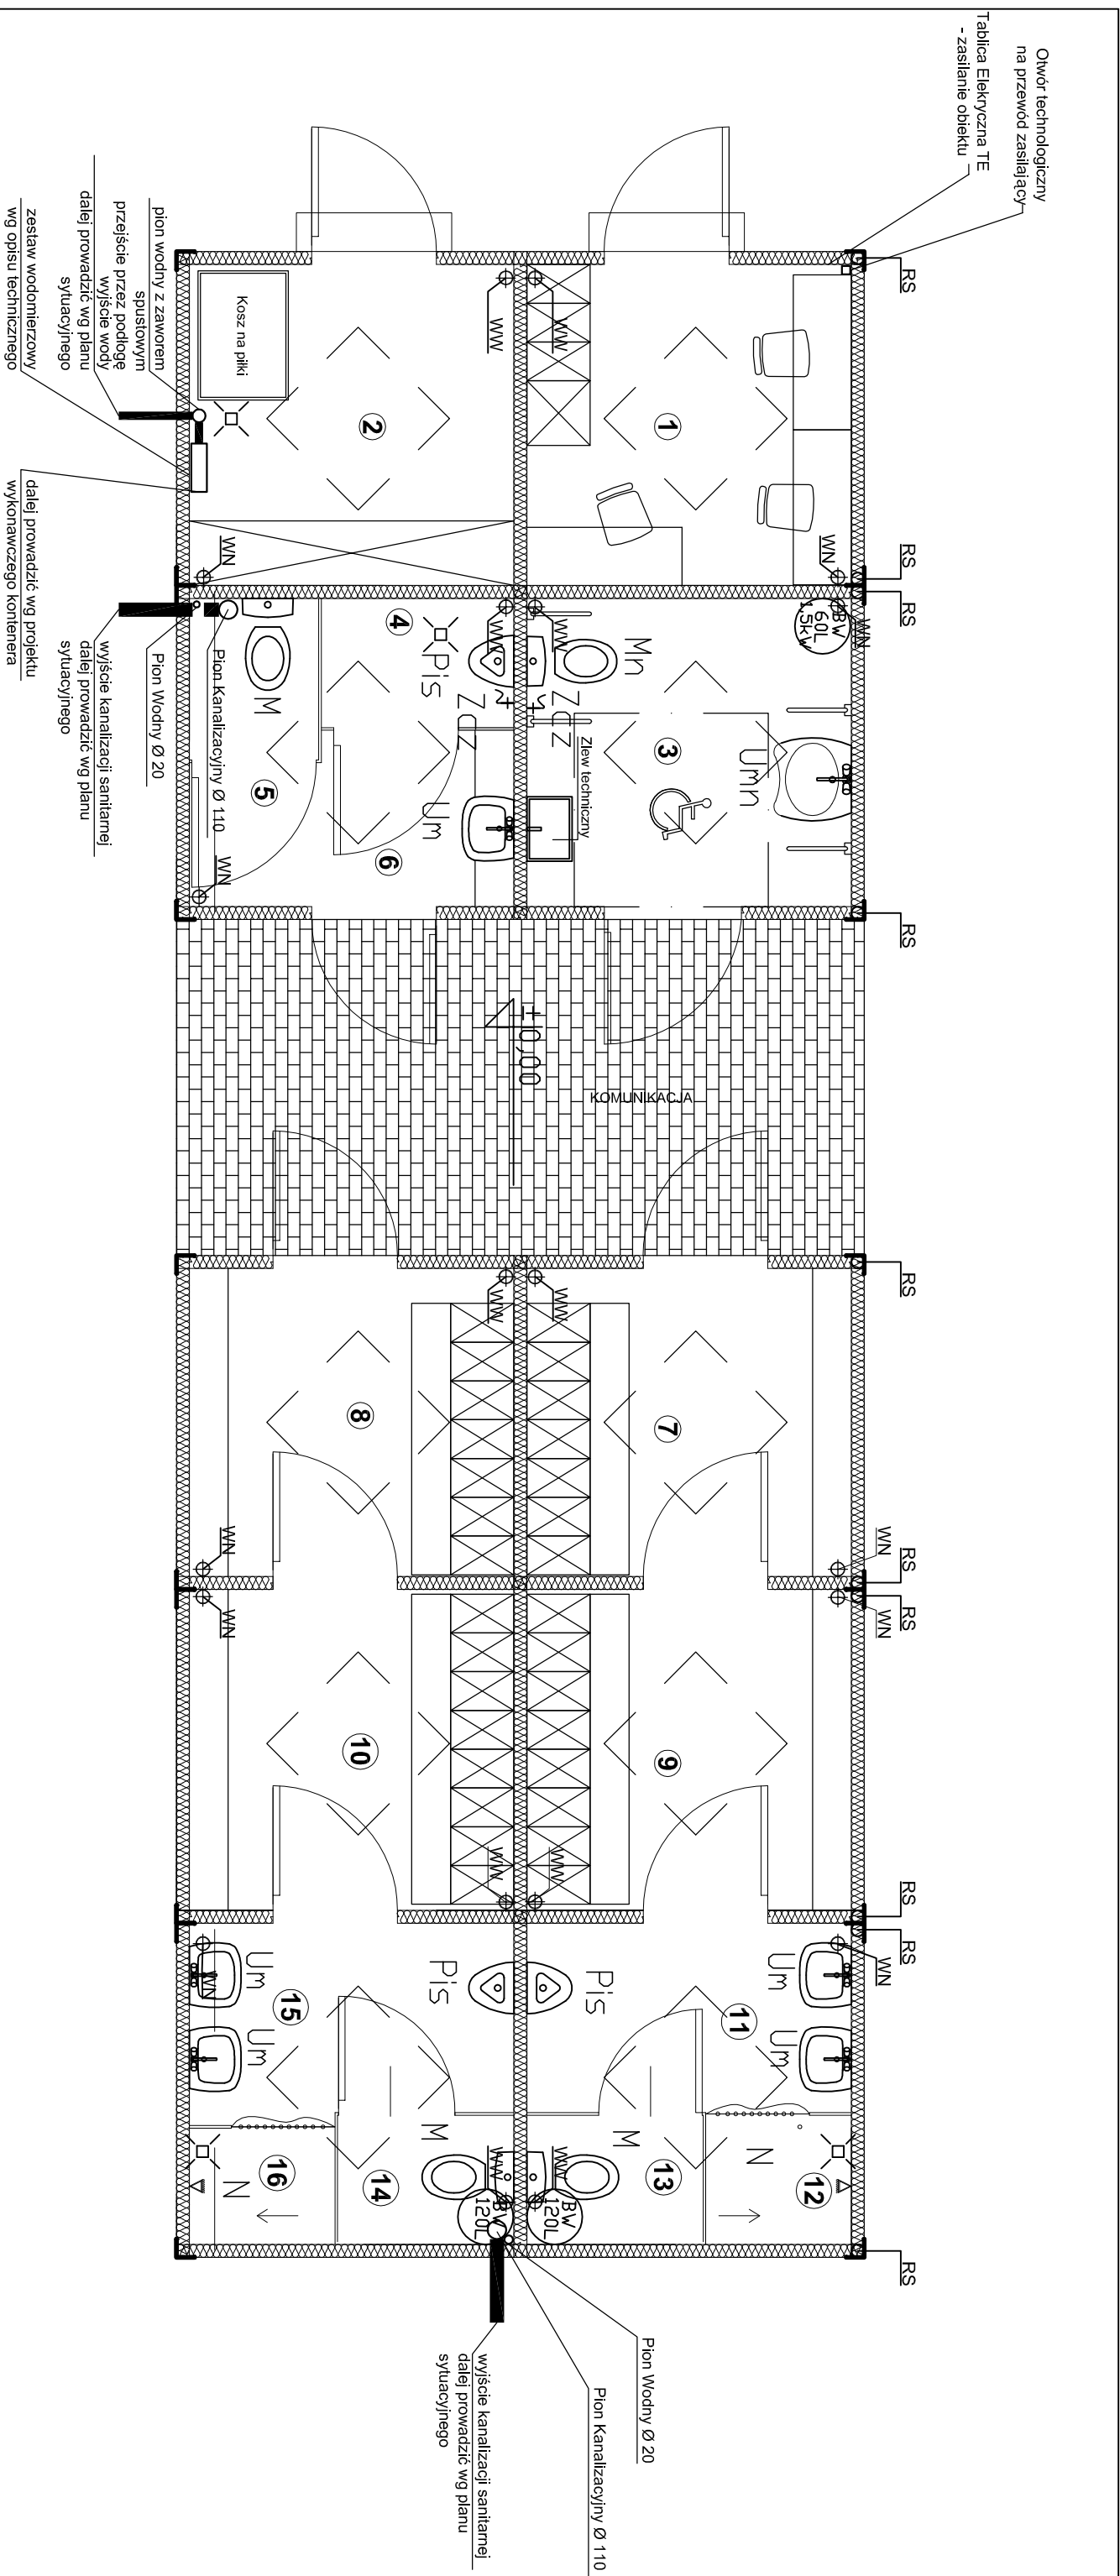 Otwór technologiczny
na przewód zasilający
Tablica Elekryczna TE
- zasilanie obiektu
RS
RS
RS
RS
RS
RS
RS
RS
RS
RS
pion wodny z zaworem
spustowym
przejście przez podłogę
wyjście wody
dalej prowadzić wg planu
sytuacyjnego
zestaw wodomierzowy
wg opisu technicznego
dalej prowadzić wg projektu
wykonawczego kontenera
wyjście kanalizacji sanitarnej
dalej prowadzić wg planu
sytuacyjnego
Pion Wodny Ø 20
Pion Kanalizacyjny Ø 110
Kosz na piłki
WW
WW
1
2
WN
WN
WN
BW
60L
1,5kW
WW
WW
Mn
ZaZ
Zlew techniczny
3
Umn
4
Pis
ZaZ
Um
M
5
6
WN
±0,00
KOMUNIKACJA
WW
WW
7
8
WN
WN
WN
WN
9
10
WW
WW
WN
WN
Um
Um
Um
Um
11
15
Pis
Pis
M
M
N
N
12
13
14
16
WW
WW
BW
120L
BW
120L
Pion Wodny Ø 20
Pion Kanalizacyjny Ø 110
wyjście kanalizacji sanitarnej
dalej prowadzić wg planu
sytuacyjnego